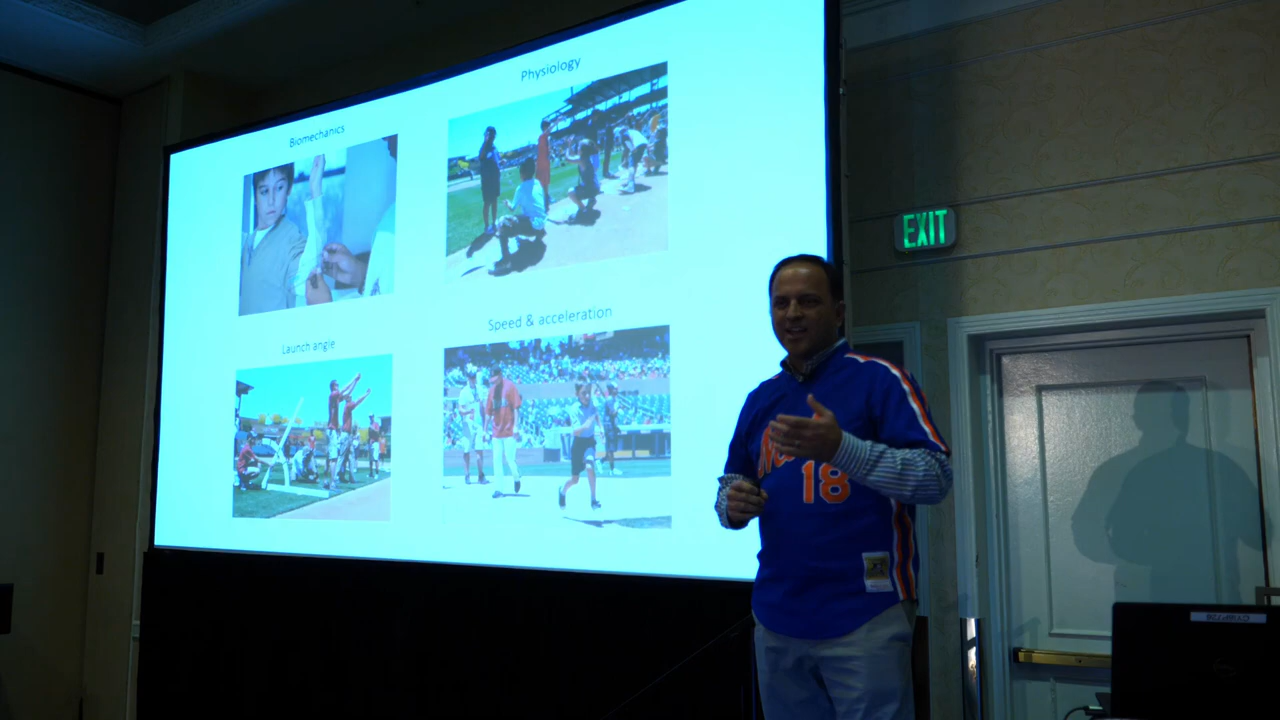 Physiology
Biomechanics
Speed & acceleration
Launch angle
EXIT
18